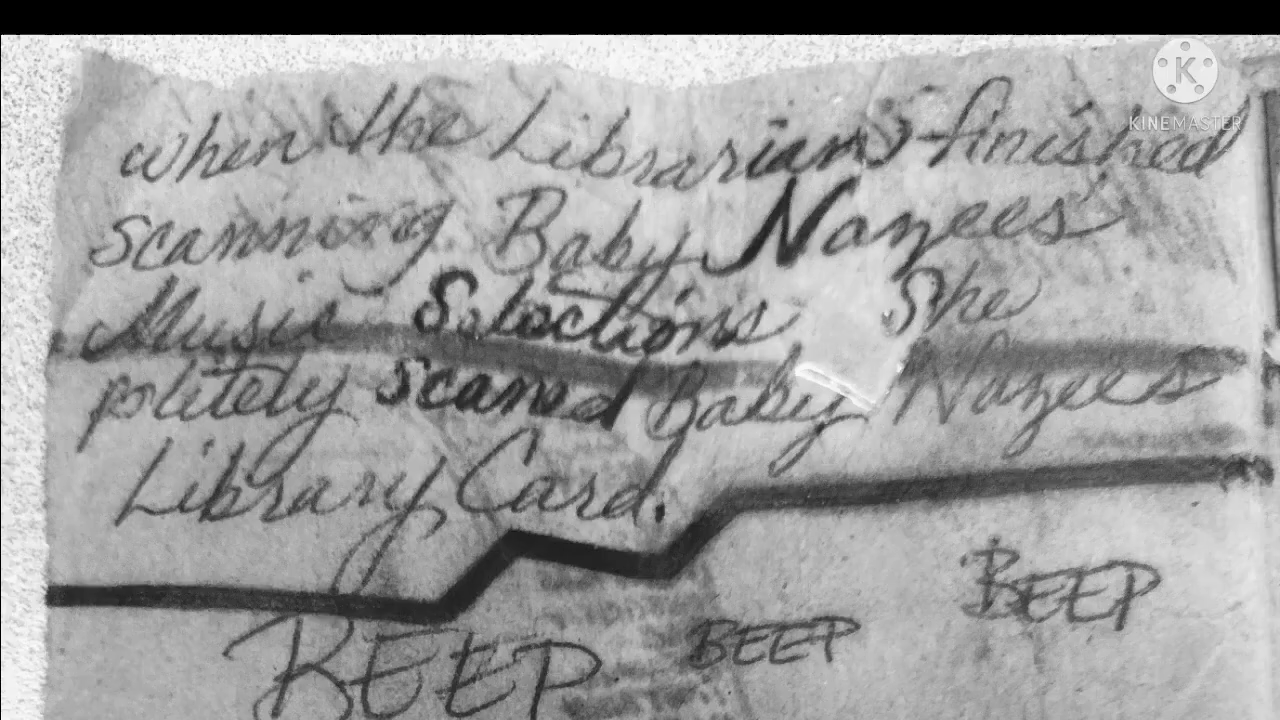 K
KINEMASTER
when the Librarians finished
scanning Baby Nazees'
Music Selections She
politely scaned Baby Nazees
Library Card.
BEEP
BEEP
BEEP